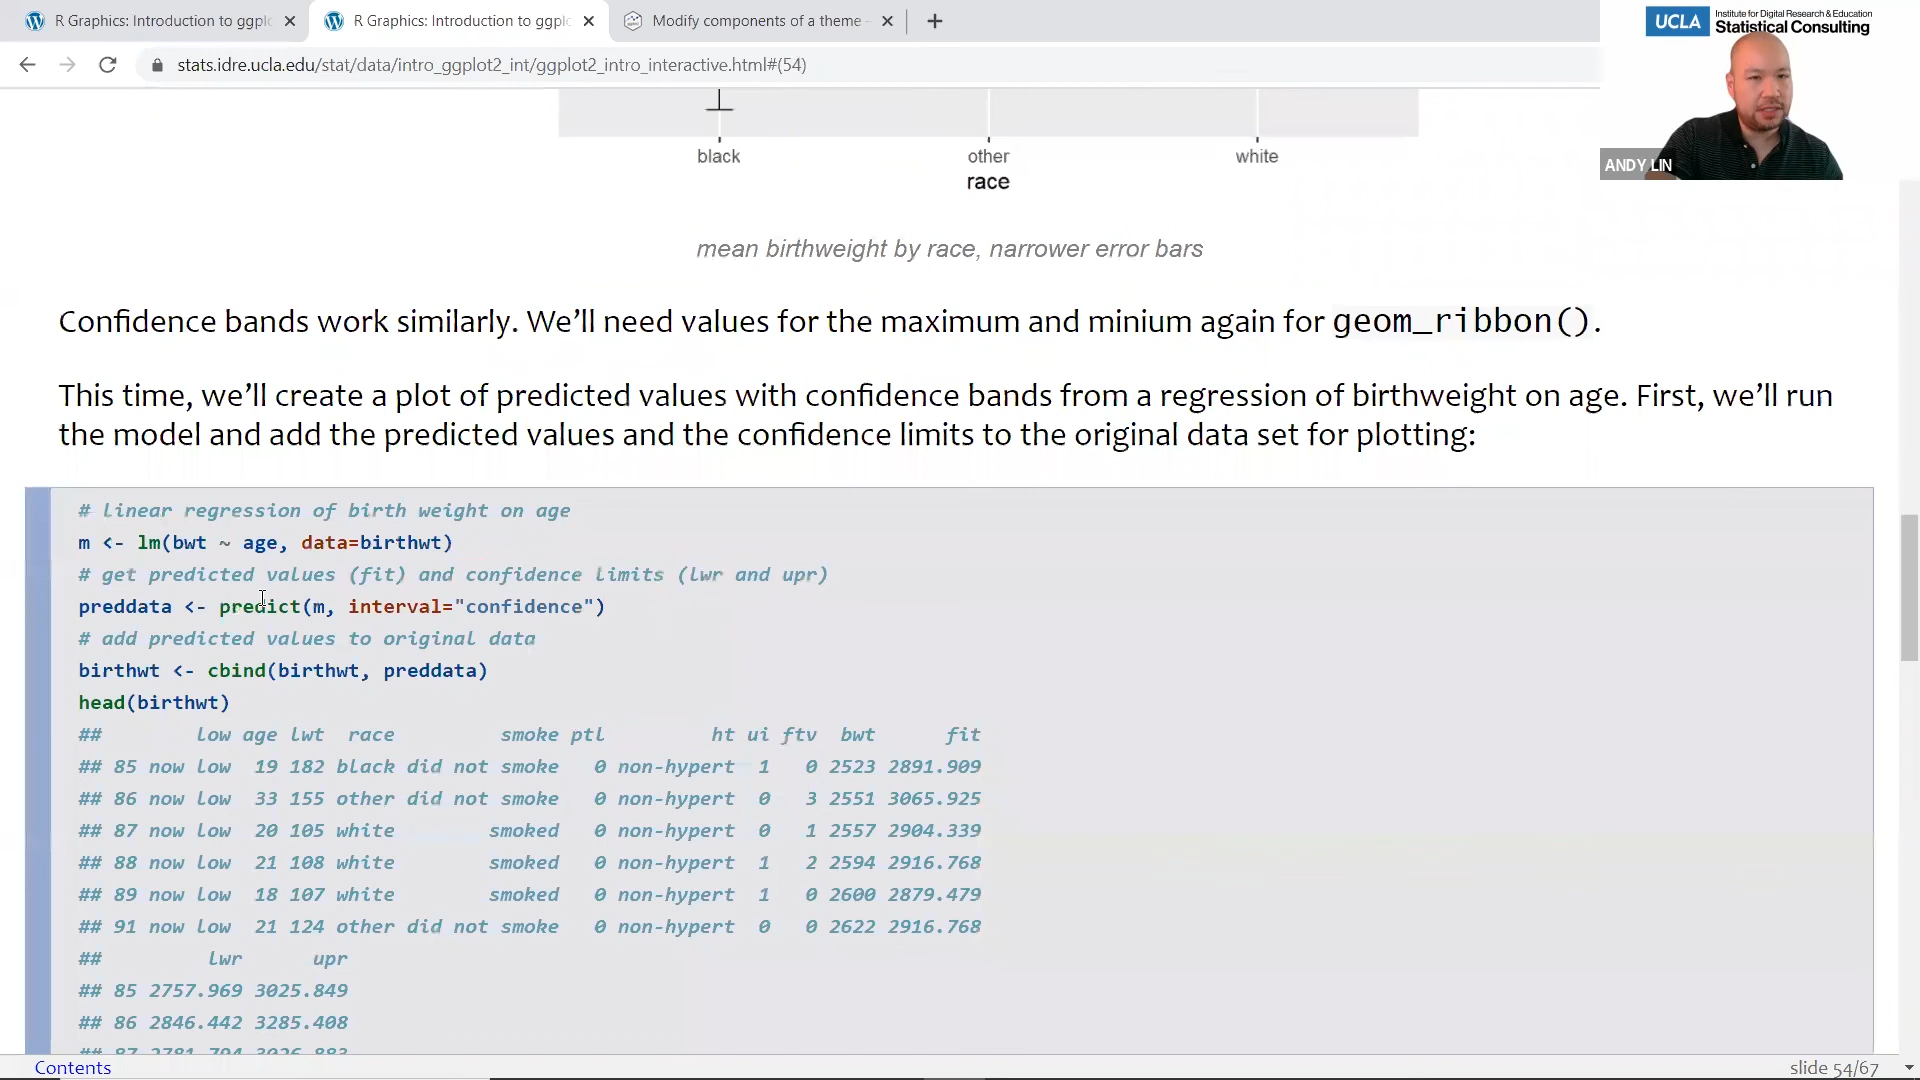 R Graphics: Introduction to ggplo
R Graphics: Introduction to ggplo
Modify components of a theme
UCLA
Institute for Digital Research & Education
Statistical Consulting
stats.idre.ucla.edu/stat/data/intro_ggplot2_int/ggplot2_intro_interactive.html#(54)
ANDY LIN
black other white
race
mean birthweight by race, narrower error bars
Confidence bands work similarly. We’ll need values for the maximum and minium again for geom_ribbon().
This time, we’ll create a plot of predicted values with confidence bands from a regression of birthweight on age. First, we’ll run
the model and add the predicted values and the confidence limits to the original data set for plotting:
# linear regression of birth weight on age
m <- lm(bwt ~ age, data=birthwt)
# get predicted values (fit) and confidence limits (lwr and upr)
preddata <- predict(m, interval="confidence")
# add predicted values to original data
birthwt <- cbind(birthwt, preddata)
head(birthwt)
## low age lwt race smoke ptl ht ui ftv bwt fit
## 85 now low 19 182 black did not smoke 0 non-hypert 1 0 2523 2891.909
## 86 now low 33 155 other did not smoke 0 non-hypert 0 3 2551 3065.925
## 87 now low 20 105 white smoked 0 non-hypert 0 1 2557 2904.339
## 88 now low 21 108 white smoked 0 non-hypert 1 2 2594 2916.768
## 89 now low 18 107 white smoked 0 non-hypert 1 0 2600 2879.479
## 91 now low 21 124 other did not smoke 0 non-hypert 0 0 2622 2916.768
## lwr upr
## 85 2757.969 3025.849
## 86 2846.442 3285.408
## 87 2781.794 3026.883
Contents
slide 54/67